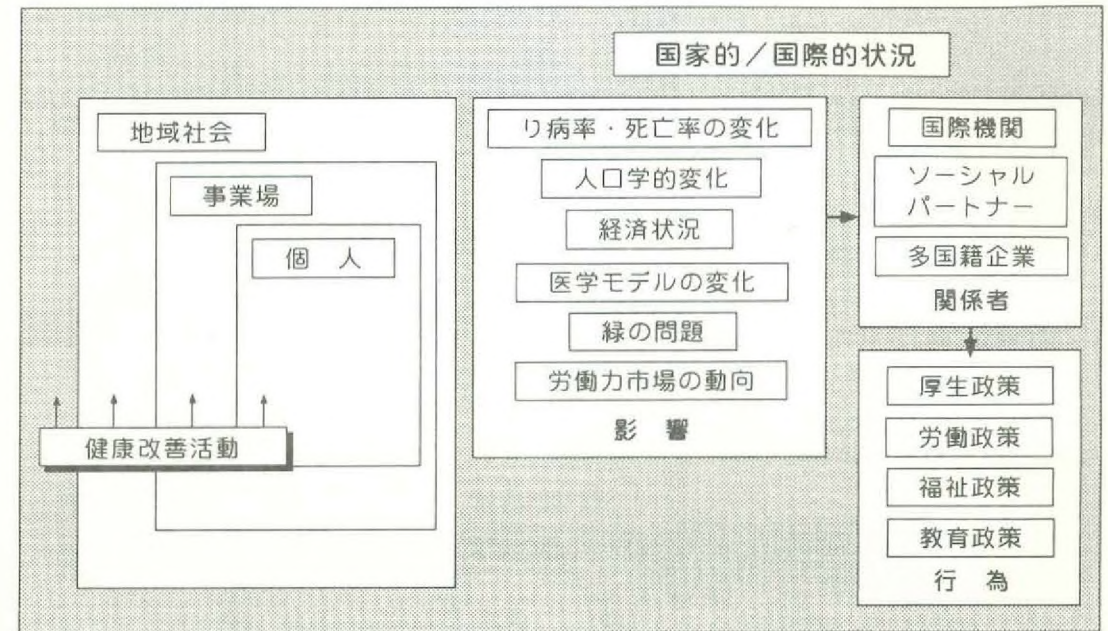 国家的／国際的状況
地域社会
事業場
個　人
健康改善活動
り病率・死亡率の変化
人口学的変化
経済状況
医学モデルの変化
緑の問題
労働力市場の動向
影　響
国際機関
ソーシャル
パートナー
多国籍企業
関係者
厚生政策
労働政策
福祉政策
教育政策
行　為